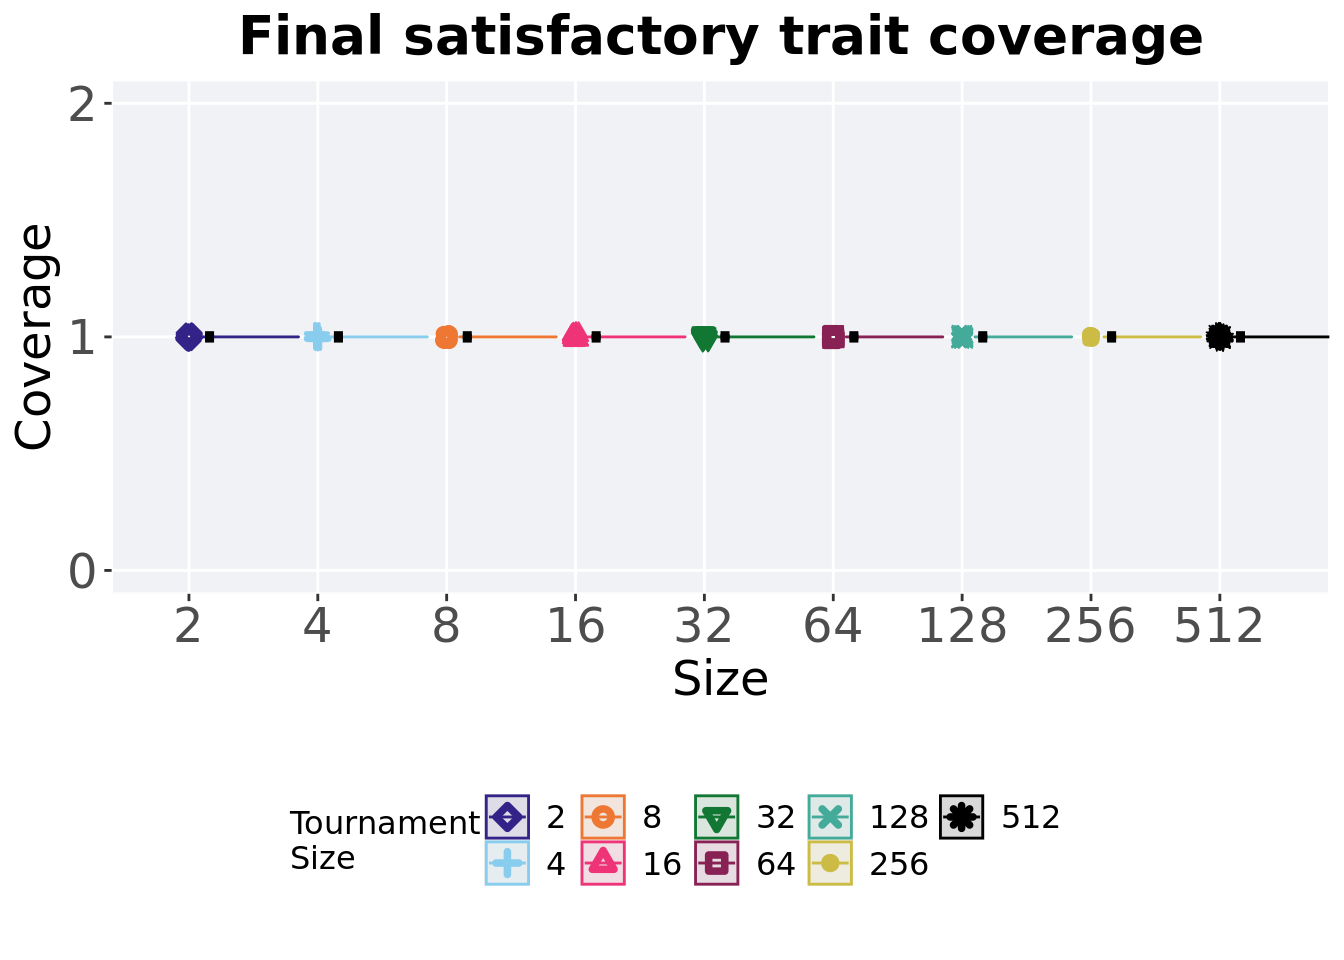 Final satisfactory trait coverage
2
1
0
Coverage
2 4 8 16 32 64 128 256 512
Size
Tournament
Size
2 8 32 128 512
4 16 64 256